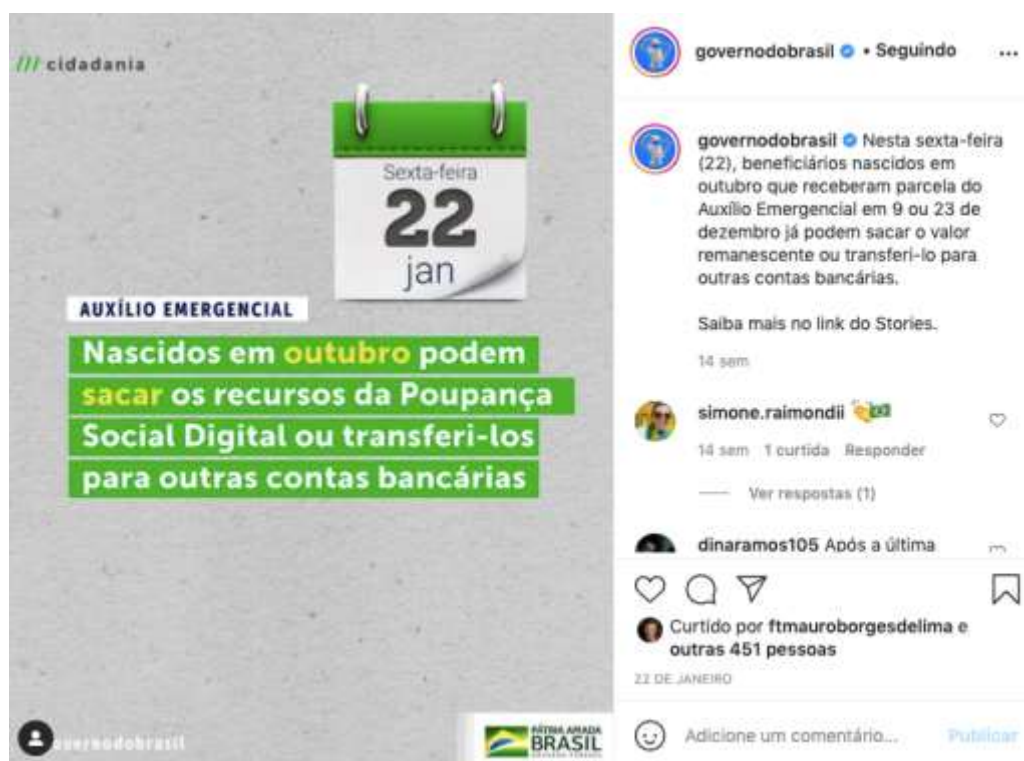 /// cidadania
Sexta-feira
22
jan
AUXÍLIO EMERGENCIAL
Nascidos em outubro podem
sacar os recursos da Poupança
Social Digital ou transferi-los
para outras contas bancárias
governodobrasil
PÁTRIA AMADA
BRASIL
governodobrasil • Seguindo
...
governodobrasil Nesta sexta-feira
(22), beneficiários nascidos em
outubro que receberam parcela do
Auxílio Emergencial em 9 ou 23 de
dezembro já podem sacar o valor
remanescente ou transferi-lo para
outras contas bancárias.
Saiba mais no link do Stories.
14 sem
simone.raimondii
14 sem 1 curtida Responder
Ver respostas (1)
dinaramos105 Após a última
Curtido por ftmauroborgesdelima e
outras 451 pessoas
22 DE JANEIRO
Adicione um comentário...
Publicar